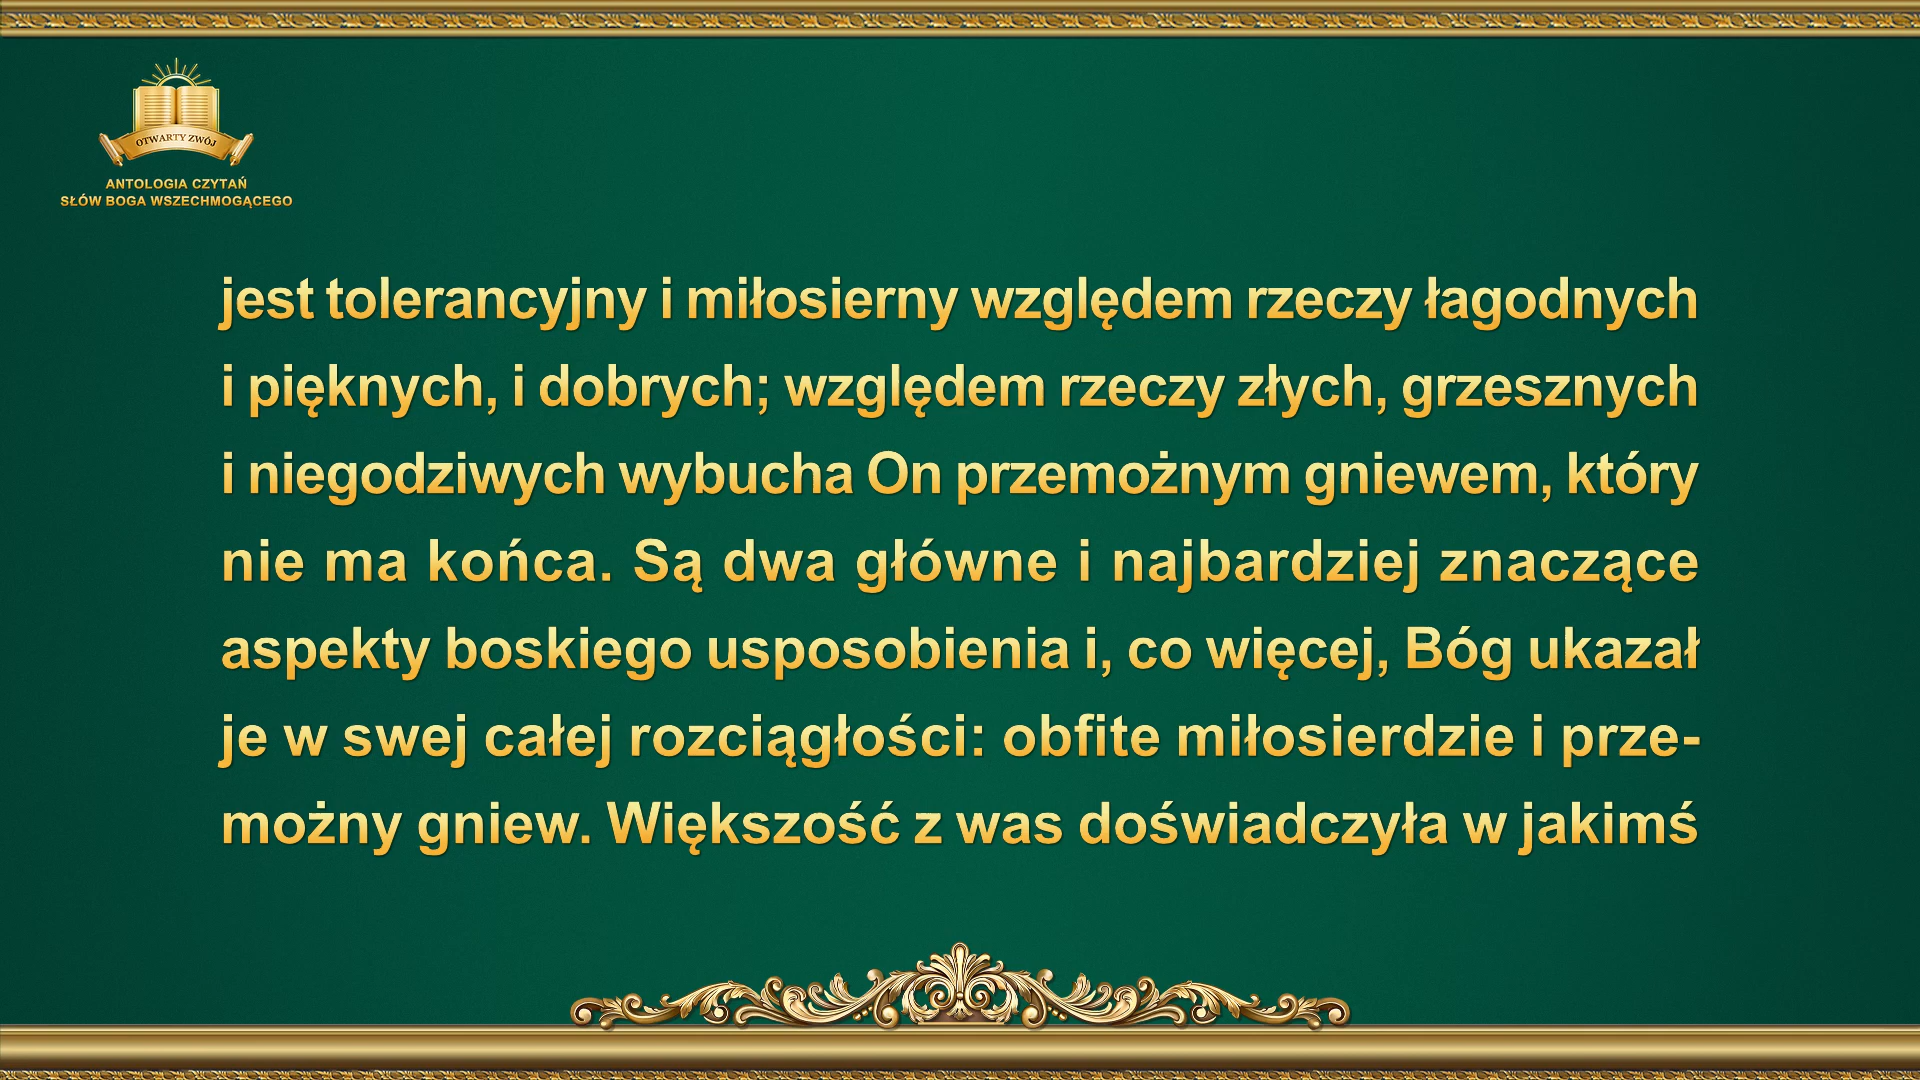 OTWARTY ZWÓJ
ANTOLOGIA CZYTAŃ
SŁÓW BOGA WSZECHMOGĄCEGO
jest tolerancyjny i miłosierny względem rzeczy łagodnych
i pięknych, i dobrych; względem rzeczy złych, grzesznych
i niegodziwych wybucha On przemożnym gniewem, który
nie ma końca. Są dwa główne i najbardziej znaczące
aspekty boskiego usposobienia i, co więcej, Bóg ukazał
je w swej całej rozciągłości: obfite miłosierdzie i prze-
możny gniew. Większość z was doświadczyła w jakimś